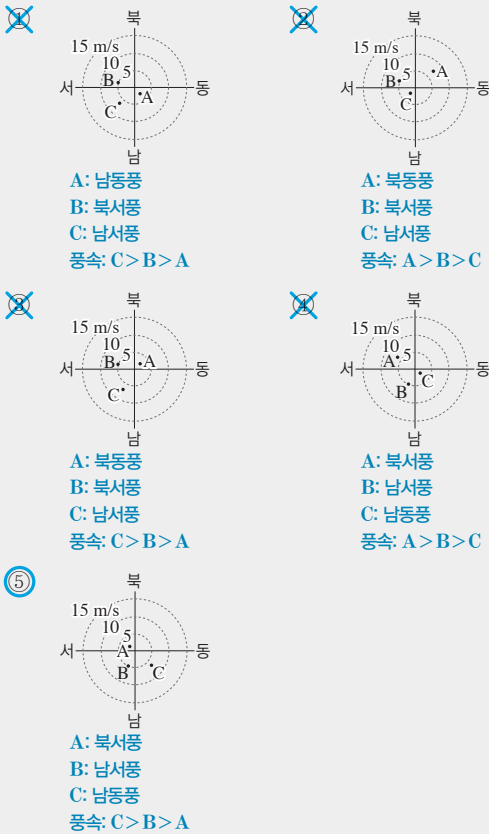 ①
북
15 m/s
10
5
서
동
B
A
C
남
A: 남동풍
B: 북서풍
C: 남서풍
풍속: C>B>A
②
북
15 m/s
10
5
서
동
A
B
C
남
A: 북동풍
B: 북서풍
C: 남서풍
풍속: A>B>C
③
북
15 m/s
10
5
서
동
B
A
C
남
A: 북동풍
B: 북서풍
C: 남서풍
풍속: C>B>A
④
북
15 m/s
10
5
서
동
A
C
B
남
A: 북서풍
B: 남서풍
C: 남동풍
풍속: A>B>C
⑤
북
15 m/s
10
5
서
동
A
B
C
남
A: 북서풍
B: 남서풍
C: 남동풍
풍속: C>B>A